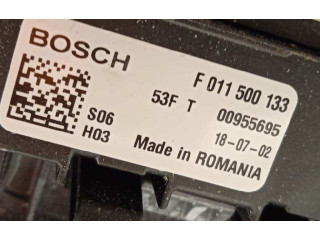 BOSCH
F 011 500 133
53F T
00955695
S06
18-07-02
H03
Made in ROMANIA